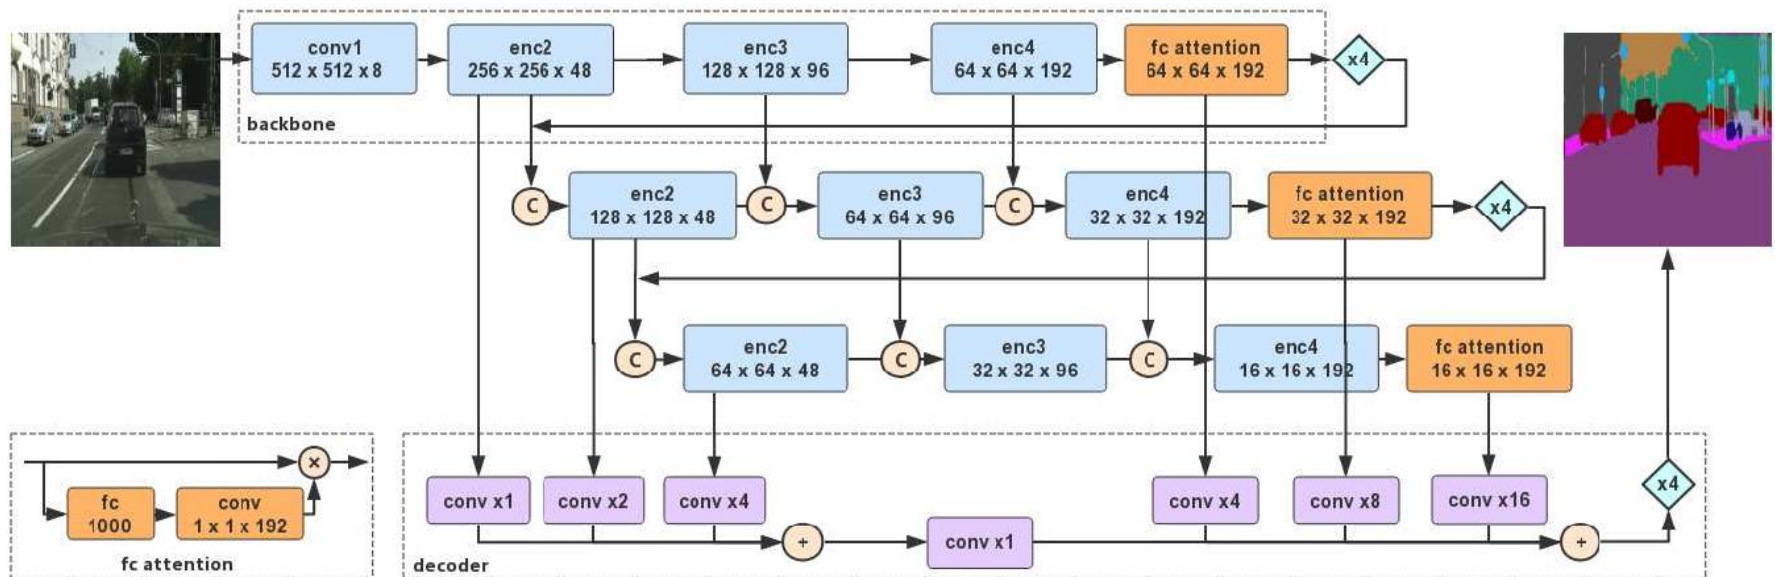 conv1
512 x 512 x 8
enc2
256 x 256 x 48
enc3
128 x 128 x 96
enc4
64 x 64 x 192
fc attention
64 x 64 x 192
x4
backbone
C
enc2
128 x 128 x 48
C
enc3
64 x 64 x 96
C
enc4
32 x 32 x 192
fc attention
32 x 32 x 192
x4
C
enc2
64 x 64 x 48
C
enc3
32 x 32 x 96
C
enc4
16 x 16 x 192
fc attention
16 x 16 x 192
×
fc
1000
conv
1 x 1 x 192
fc attention
conv x1
conv x2
conv x4
+
conv x1
conv x4
conv x8
conv x16
+
x4
decoder